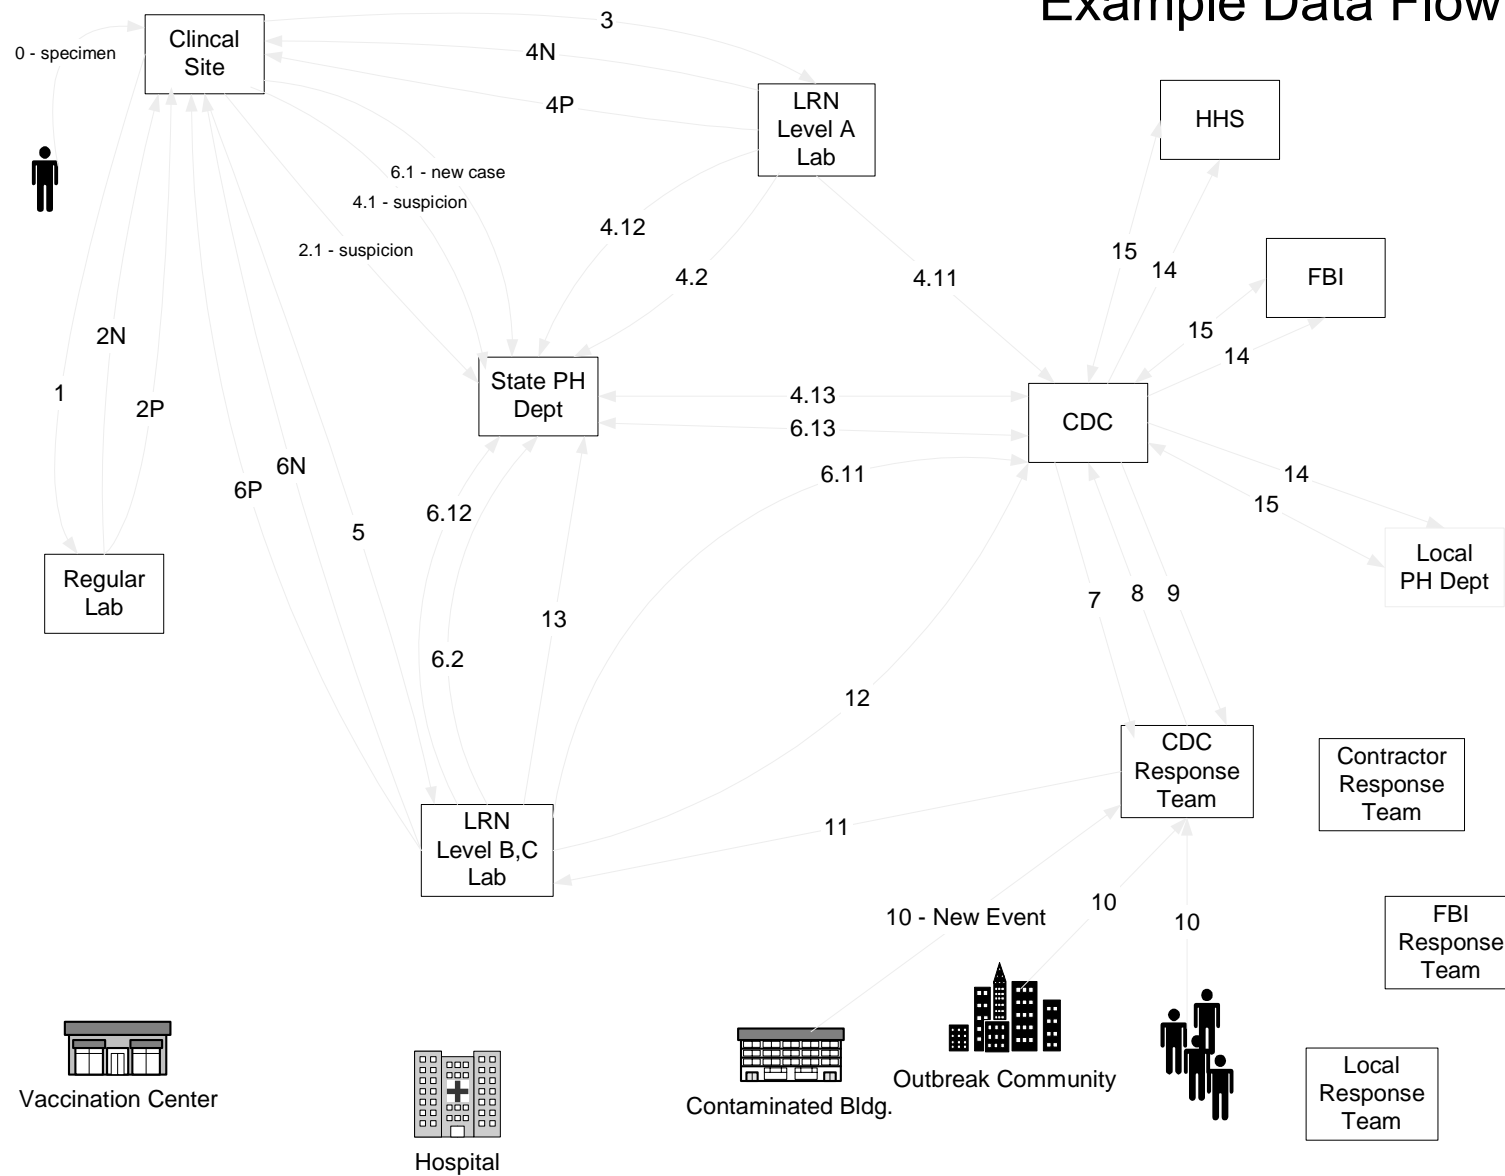 Example Data Flow
3
Clincal
Site
0 - specimen
4N
4P
LRN
Level A
Lab
HHS
6.1 - new case
4.1 - suspicion
2.1 - suspicion
4.12
4.2
4.11
15
14
FBI
15
14
2N
1
2P
State PH
Dept
4.13
6.13
CDC
6N
6P
5
6.12
6.11
14
15
Local
PH Dept
Regular
Lab
7
8
9
13
6.2
12
CDC
Response
Team
Contractor
Response
Team
LRN
Level B,C
Lab
11
10 - New Event
10
10
FBI
Response
Team
Vaccination Center
Hospital
Contaminated Bldg.
Outbreak Community
Local
Response
Team